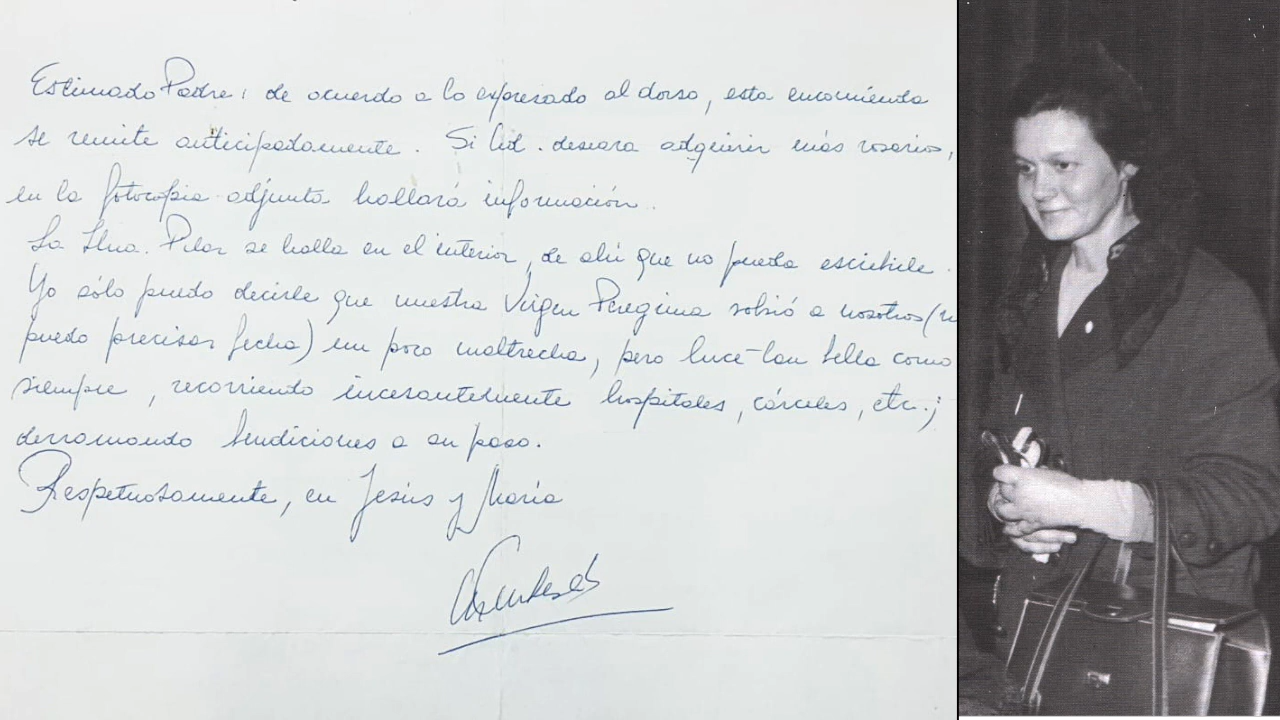 Estimado Padre: de acuerdo a lo expresado al dorso, esta encomienda
se remite anticipadamente. Si Ud. deseara adquirir más rosarios,
en la fotocopia adjunta hallará información.
La Hna. Pilar se halla en el interior, de ahí que no pueda escribirle.
Yo sólo puedo decirle que nuestra Virgen Peregrina volvió a nosotros (
puedo precisar fecha) un poco maltrecha, pero luce tan bella como
siempre, recorriendo incesantemente hospitales, cárceles, etc.;
derramando bendiciones a su paso.
Respetuosamente, en Jesús y María